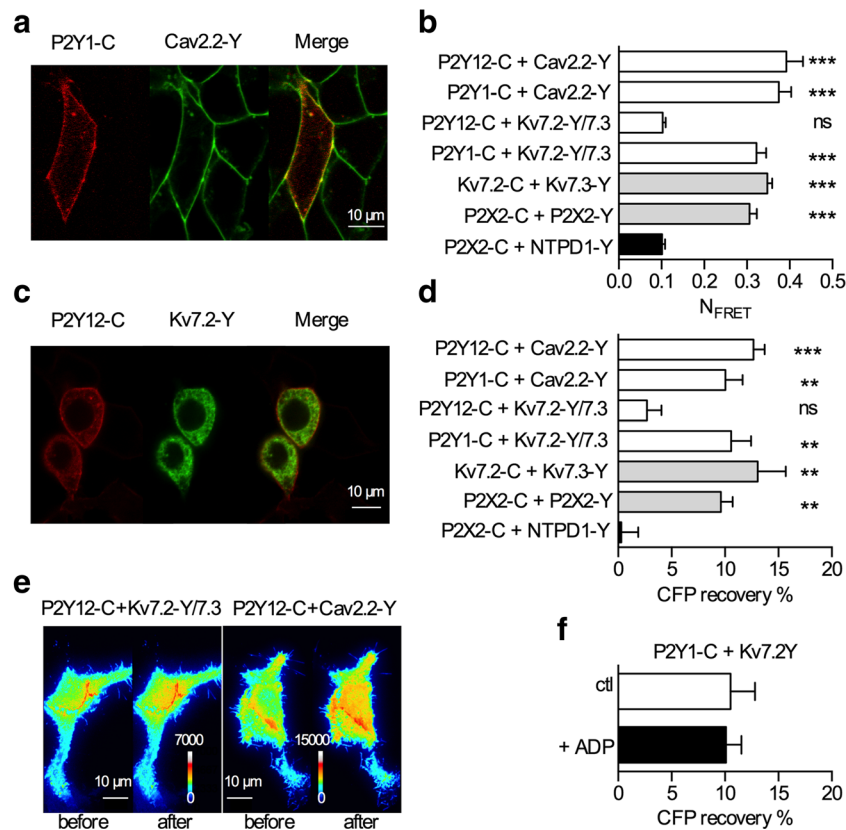 a
P2Y1-C Cav2.2-Y Merge
10 µm
b
P2Y12-C + Cav2.2-Y ***
P2Y1-C + Cav2.2-Y ***
P2Y12-C + Kv7.2-Y/7.3 ns
P2Y1-C + Kv7.2-Y/7.3 ***
Kv7.2-C + Kv7.3-Y ***
P2X2-C + P2X2-Y ***
P2X2-C + NTPD1-Y
0.0 0.1 0.2 0.3 0.4 0.5
NFRET
c
P2Y12-C Kv7.2-Y Merge
10 µm
d
P2Y12-C + Cav2.2-Y ***
P2Y1-C + Cav2.2-Y **
P2Y12-C + Kv7.2-Y/7.3 ns
P2Y1-C + Kv7.2-Y/7.3 **
Kv7.2-C + Kv7.3-Y **
P2X2-C + P2X2-Y **
P2X2-C + NTPD1-Y
0 5 10 15 20
CFP recovery %
e
P2Y12-C+Kv7.2-Y/7.3 P2Y12-C+Cav2.2-Y
7000 15000
10 µm 0 10 µm 0
before after before after
f
P2Y1-C + Kv7.2Y
ctl
+ ADP
0 5 10 15 20
CFP recovery %